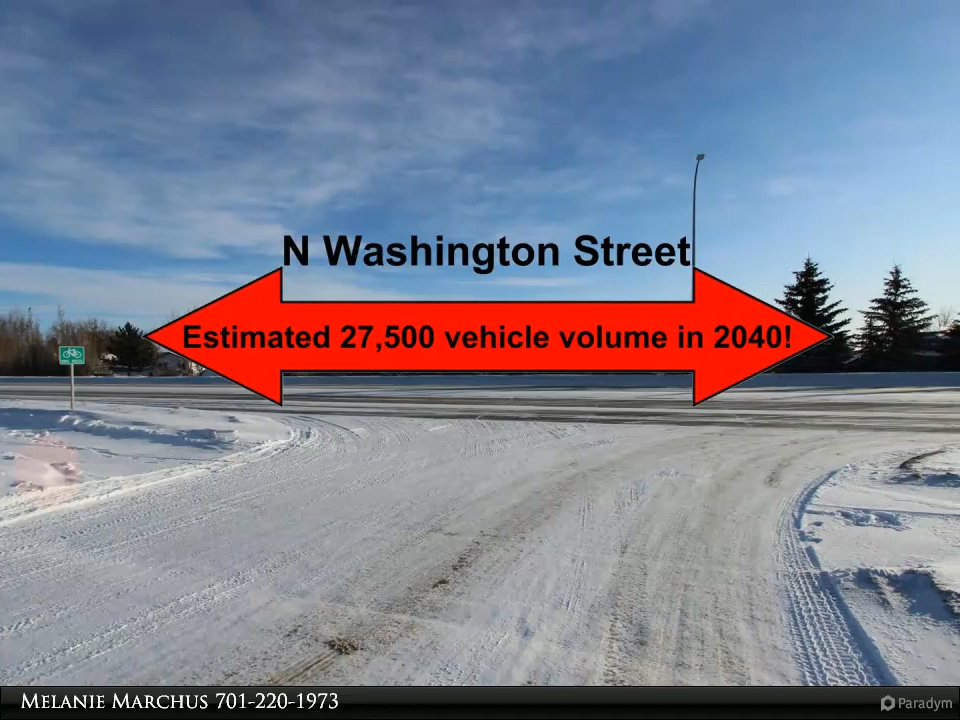 N Washington Street
Estimated 27,500 vehicle volume in 2040!
Melanie Marchus 701-220-1973
Paradym